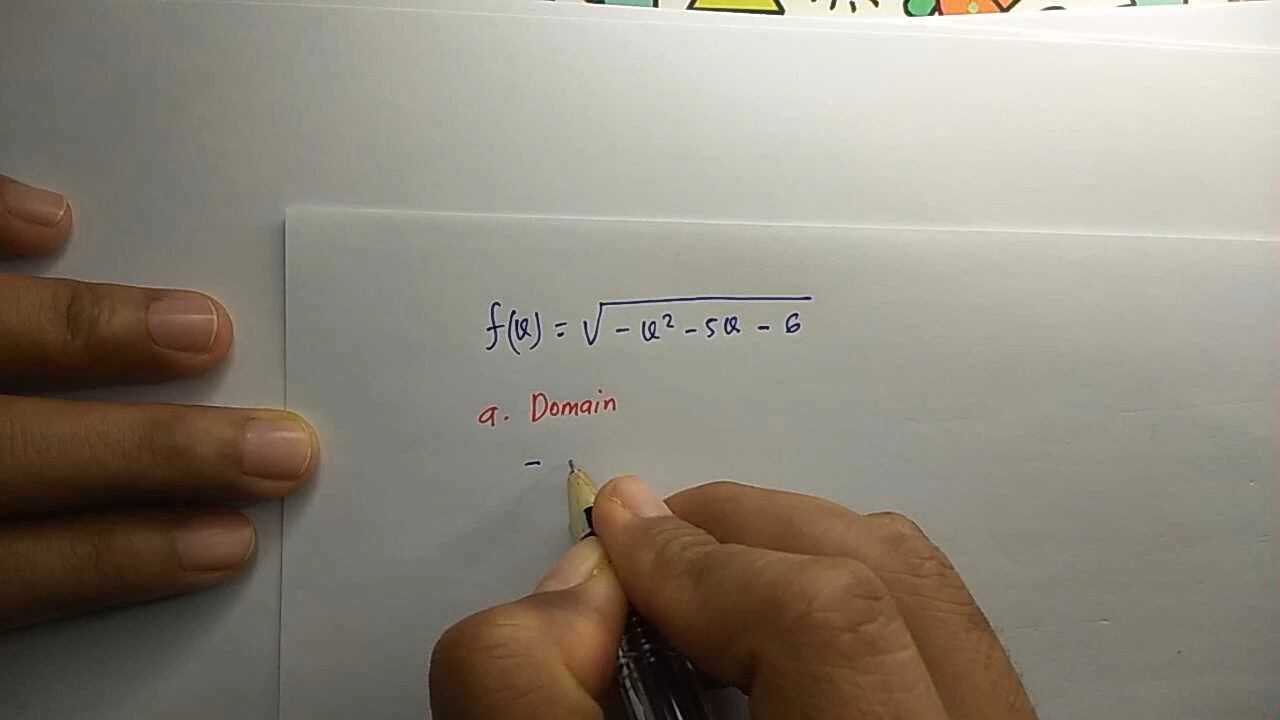 f(x) = √(-x² - 5x - 6)
a. Domain
-